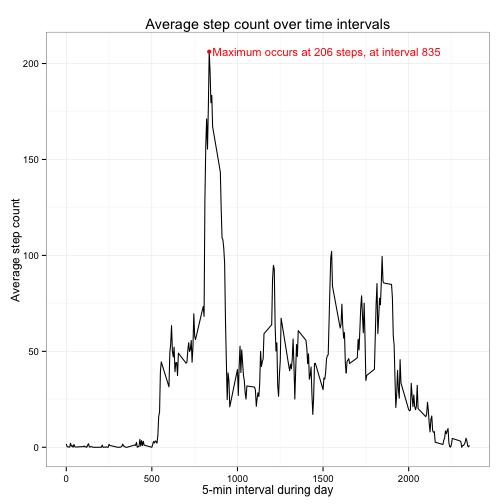 Average step count over time intervals
Maximum occurs at 206 steps, at interval 835
200
150
100
50
0
Average step count
0 500 1000 1500 2000
5-min interval during day